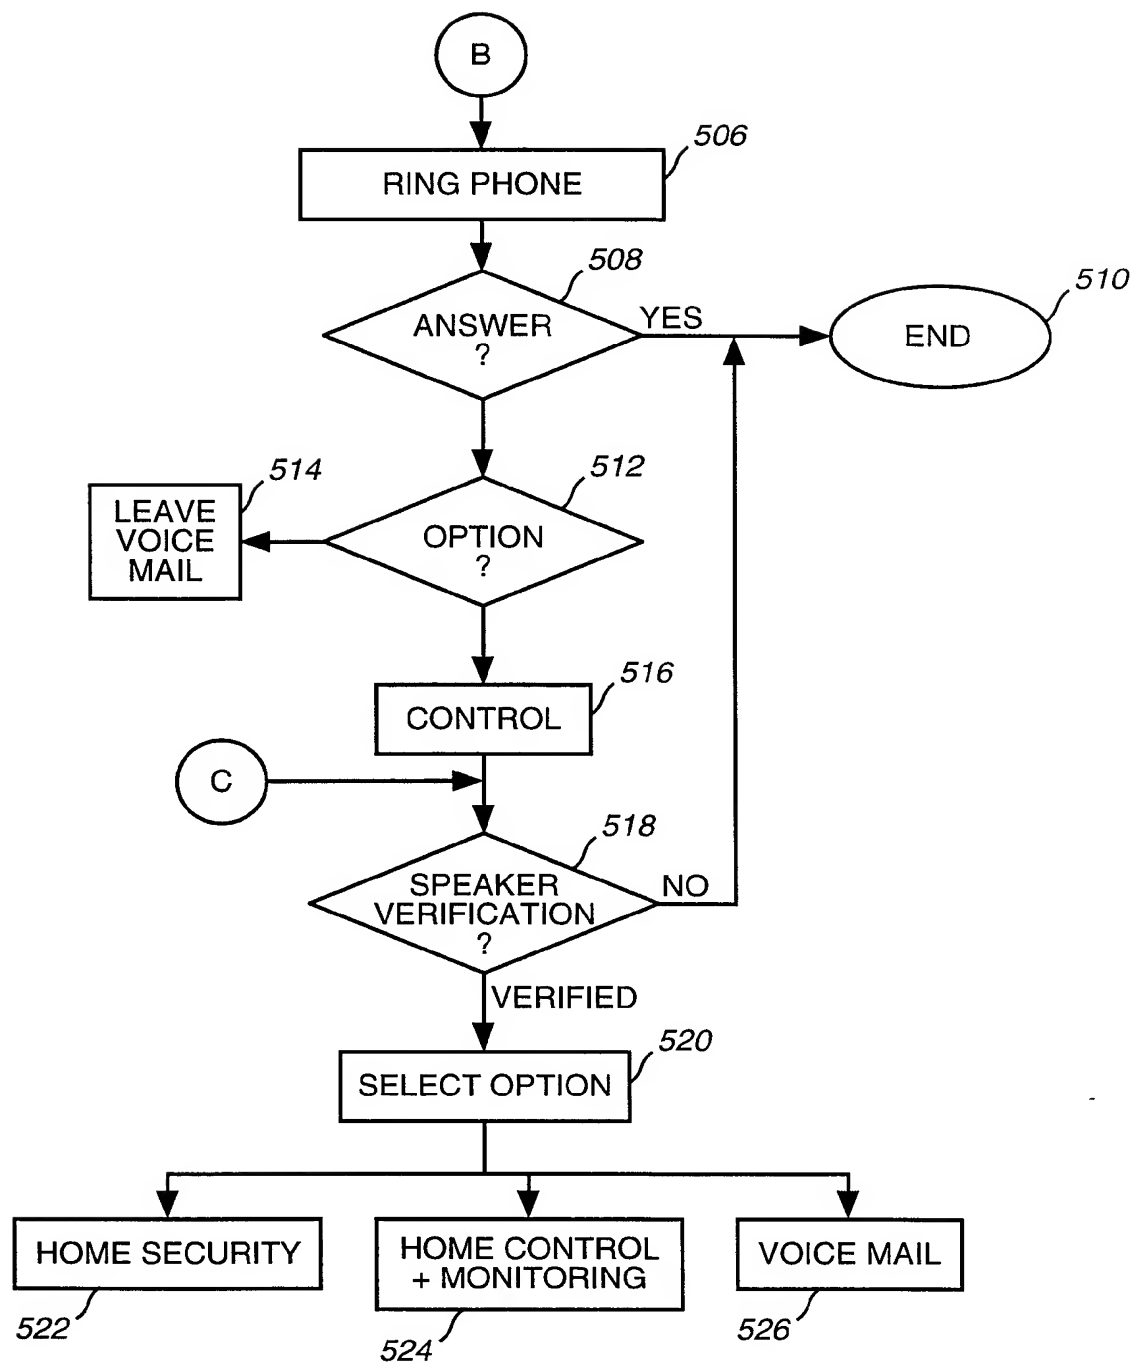 B
506
RING PHONE
508
ANSWER
?
YES
510
END
512
OPTION
?
514
LEAVE
VOICE
MAIL
516
CONTROL
C
518
SPEAKER
VERIFICATION
?
NO
VERIFIED
520
SELECT OPTION
HOME SECURITY
522
HOME CONTROL
+ MONITORING
524
VOICE MAIL
526